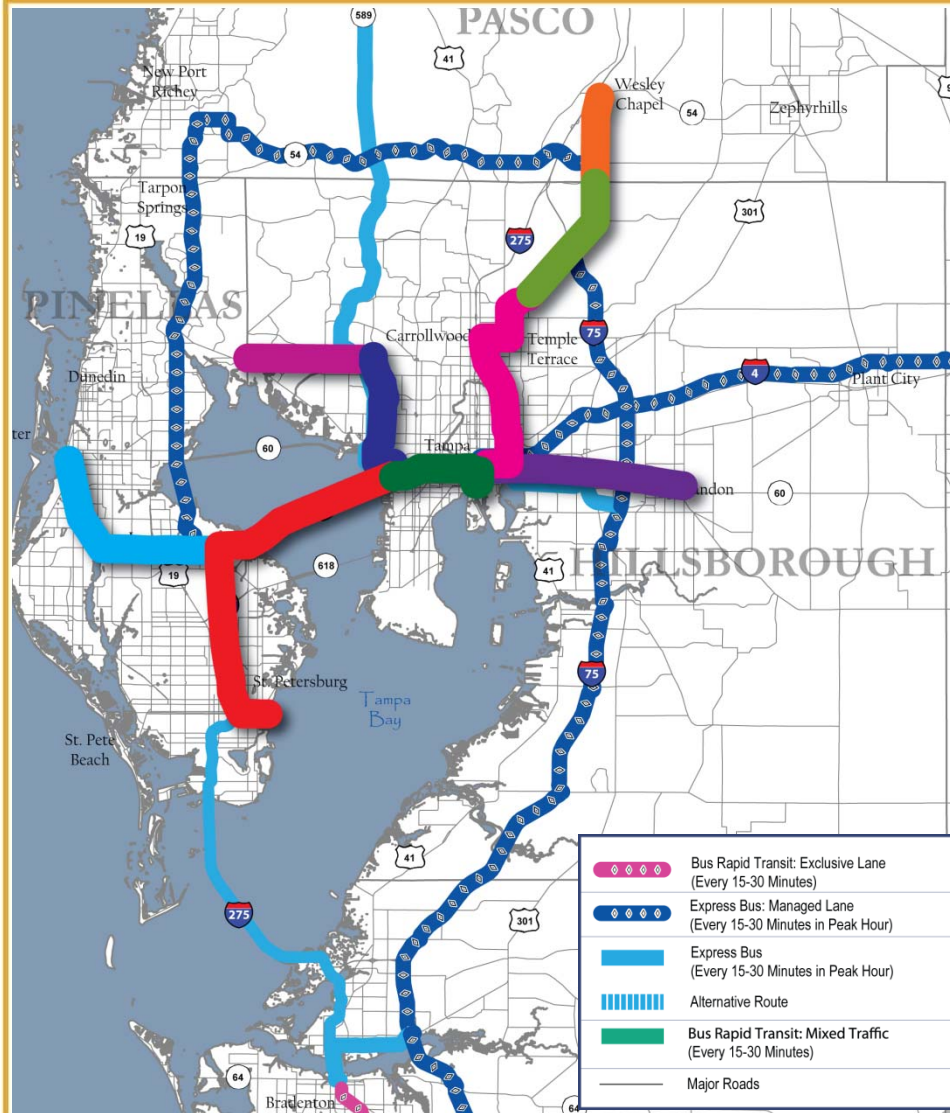 589
PASCO
41
New Port
Richey
Wesley
Chapel
Zephyrhills
54
54
Tarpon
Springs
301
19
275
PINELLAS
Carrollwood
Temple
Terrace
75
4
Dunedin
Plant City
ter
60
Tampa
andon
60
HILLSBOROUGH
618
41
19
75
St. Petersburg
Tampa
Bay
St. Pete
Beach
41
301
275
64
Bradenton
64
Bus Rapid Transit: Exclusive Lane
(Every 15-30 Minutes)
Express Bus: Managed Lane
(Every 15-30 Minutes in Peak Hour)
Express Bus
(Every 15-30 Minutes in Peak Hour)
Alternative Route
Bus Rapid Transit: Mixed Traffic
(Every 15-30 Minutes)
Major Roads